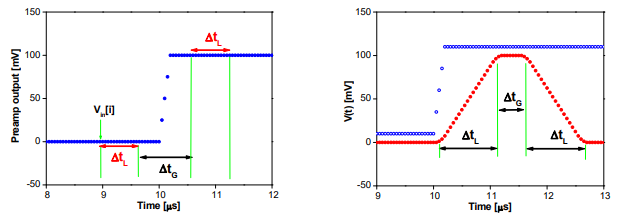 150
100
50
0
-50
Preamp output [mV]
V_in[i]
Δt_L
Δt_L
Δt_G
8
9
10
11
12
Time [μs]
150
100
50
0
-50
V(t) [mV]
Δt_G
Δt_L
Δt_L
9
10
11
12
13
Time [μs]